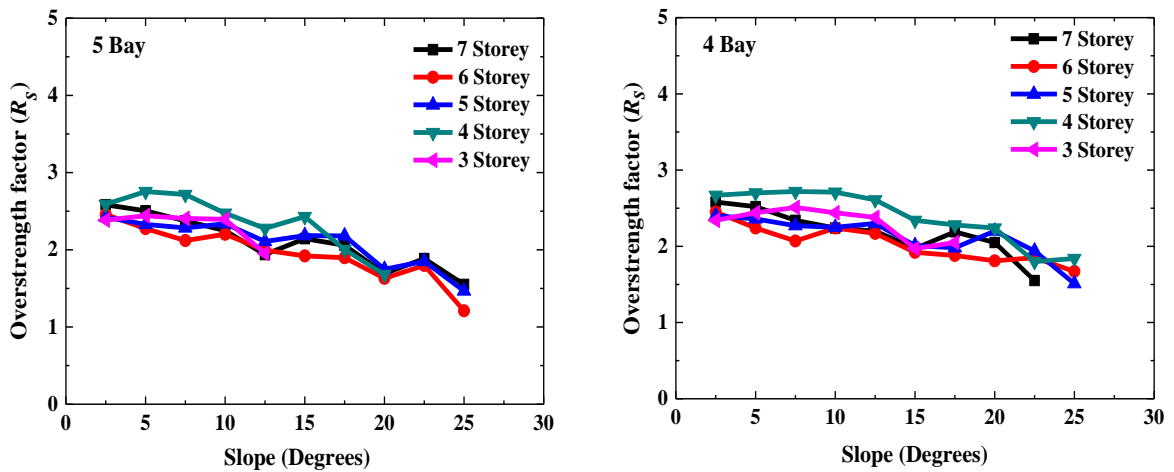 5 Bay
7 Storey
6 Storey
5 Storey
4 Storey
3 Storey
Overstrength factor (R_S)
5
4
3
2
1
0
0 5 10 15 20 25 30
Slope (Degrees)
4 Bay
7 Storey
6 Storey
5 Storey
4 Storey
3 Storey
Overstrength factor (R_S)
5
4
3
2
1
0
0 5 10 15 20 25 30
Slope (Degrees)